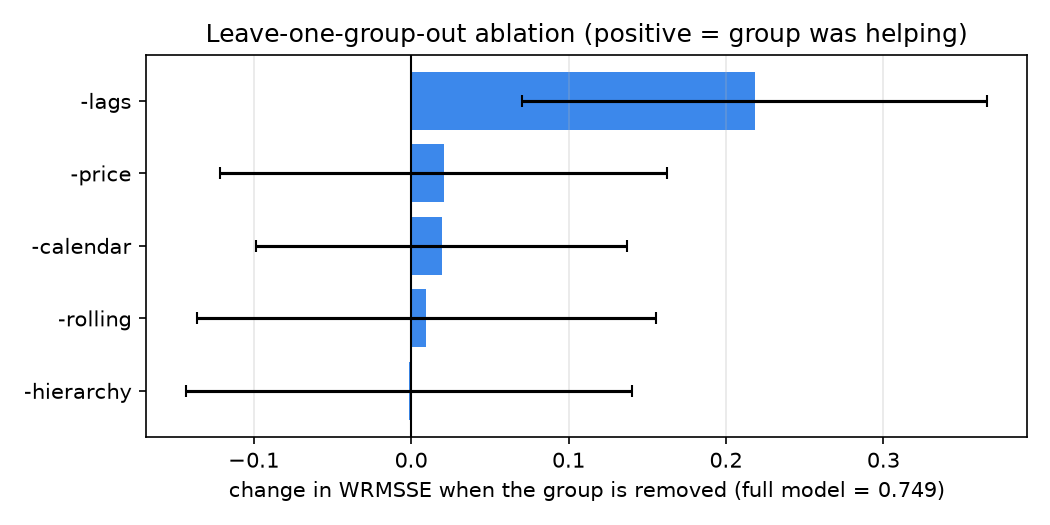 Leave-one-group-out ablation (positive = group was helping)
-lags
-price
-calendar
-rolling
-hierarchy
−0.1 0.0 0.1 0.2 0.3
change in WRMSSE when the group is removed (full model = 0.749)